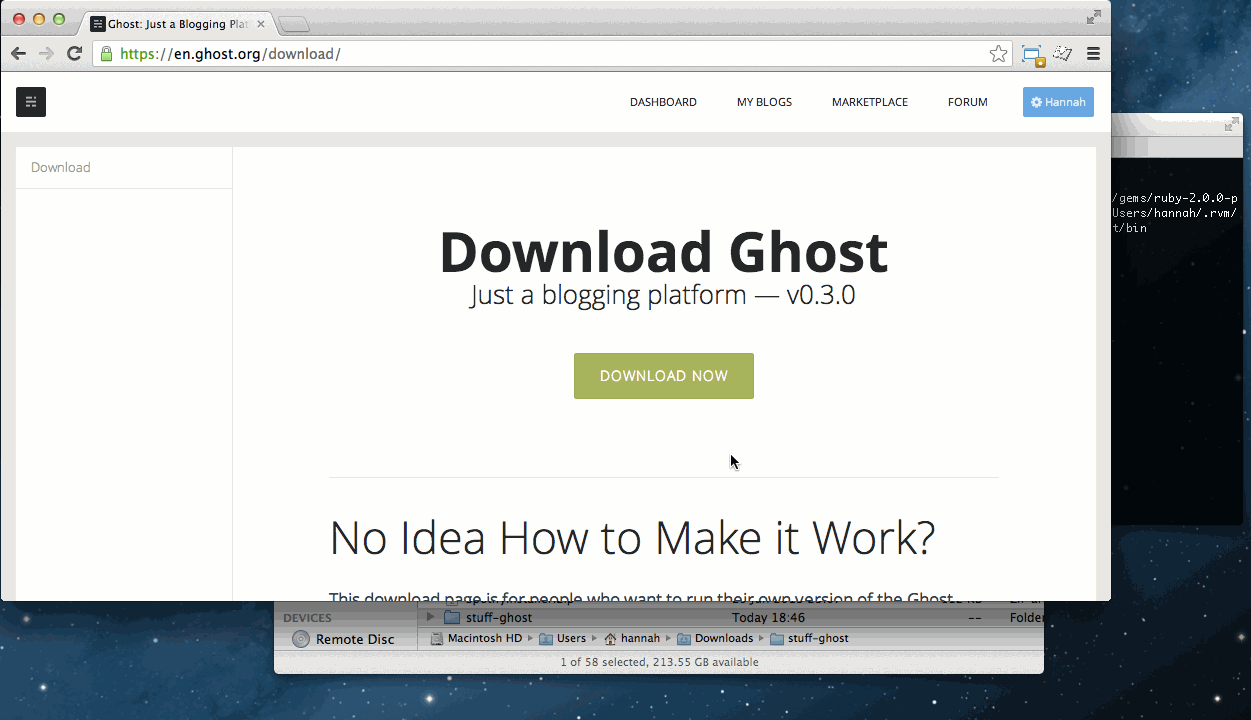 Ghost: Just a Blogging Plat
https://en.ghost.org/download/
DASHBOARD
MY BLOGS
MARKETPLACE
FORUM
Hannah
Download
Download Ghost
Just a blogging platform — v0.3.0
DOWNLOAD NOW
No Idea How to Make it Work?
This download page is for people who want to run their own version of the Ghost
/gems/ruby-2.0.0-p
Users/hannah/.rvm/
t/bin
DEVICES
Remote Disc
stuff-ghost
Today 18:46
--
Folder
Macintosh HD
Users
hannah
Downloads
stuff-ghost
1 of 58 selected, 213.55 GB available